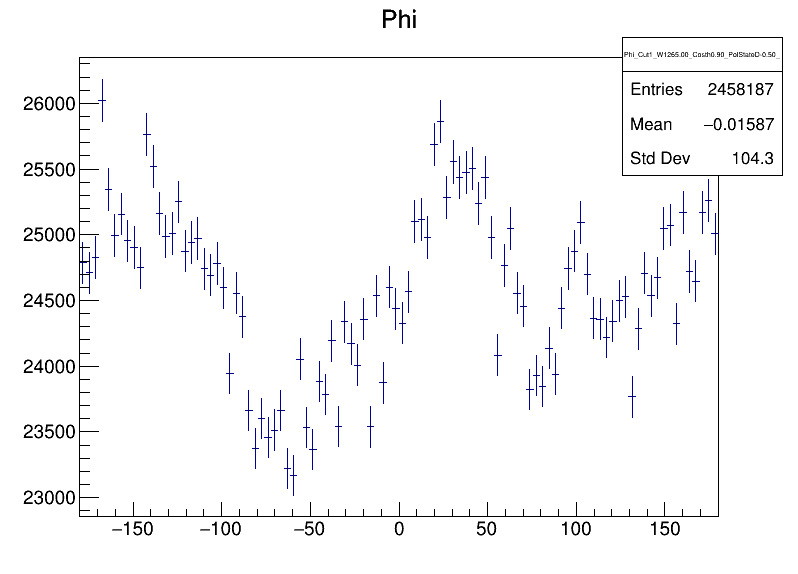 Phi
Phi_Cut1_W1265.00_Costh0.90_PolStateD-0.50_
Entries 2458187
Mean −0.01587
Std Dev 104.3
26000
25500
25000
24500
24000
23500
23000
−150 −100 −50 0 50 100 150